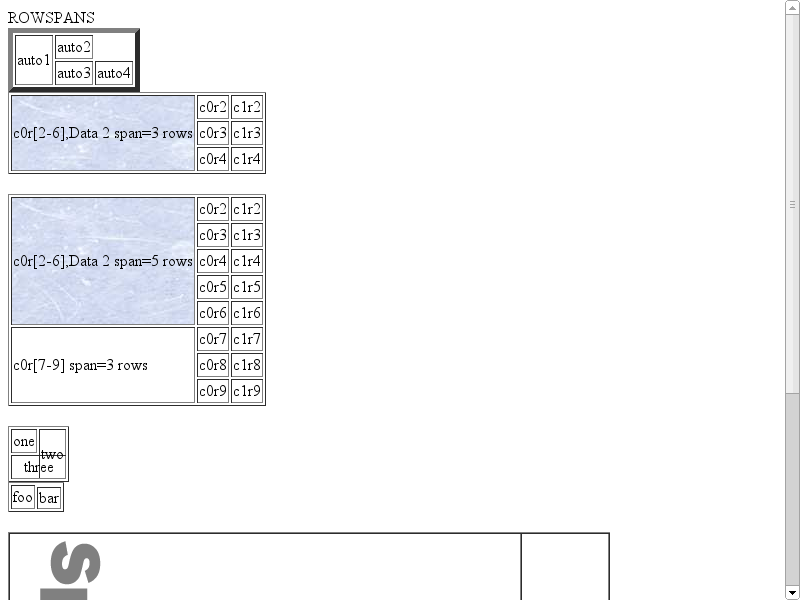 ROWSPANS
auto1 auto2
auto3 auto4
c0r[2-6],Data 2 span=3 rows c0r2 c1r2
c0r3 c1r3
c0r4 c1r4
c0r[2-6],Data 2 span=5 rows c0r2 c1r2
c0r3 c1r3
c0r4 c1r4
c0r5 c1r5
c0r6 c1r6
c0r[7-9] span=3 rows c0r7 c1r7
c0r8 c1r8
c0r9 c1r9
one two
three
foo bar